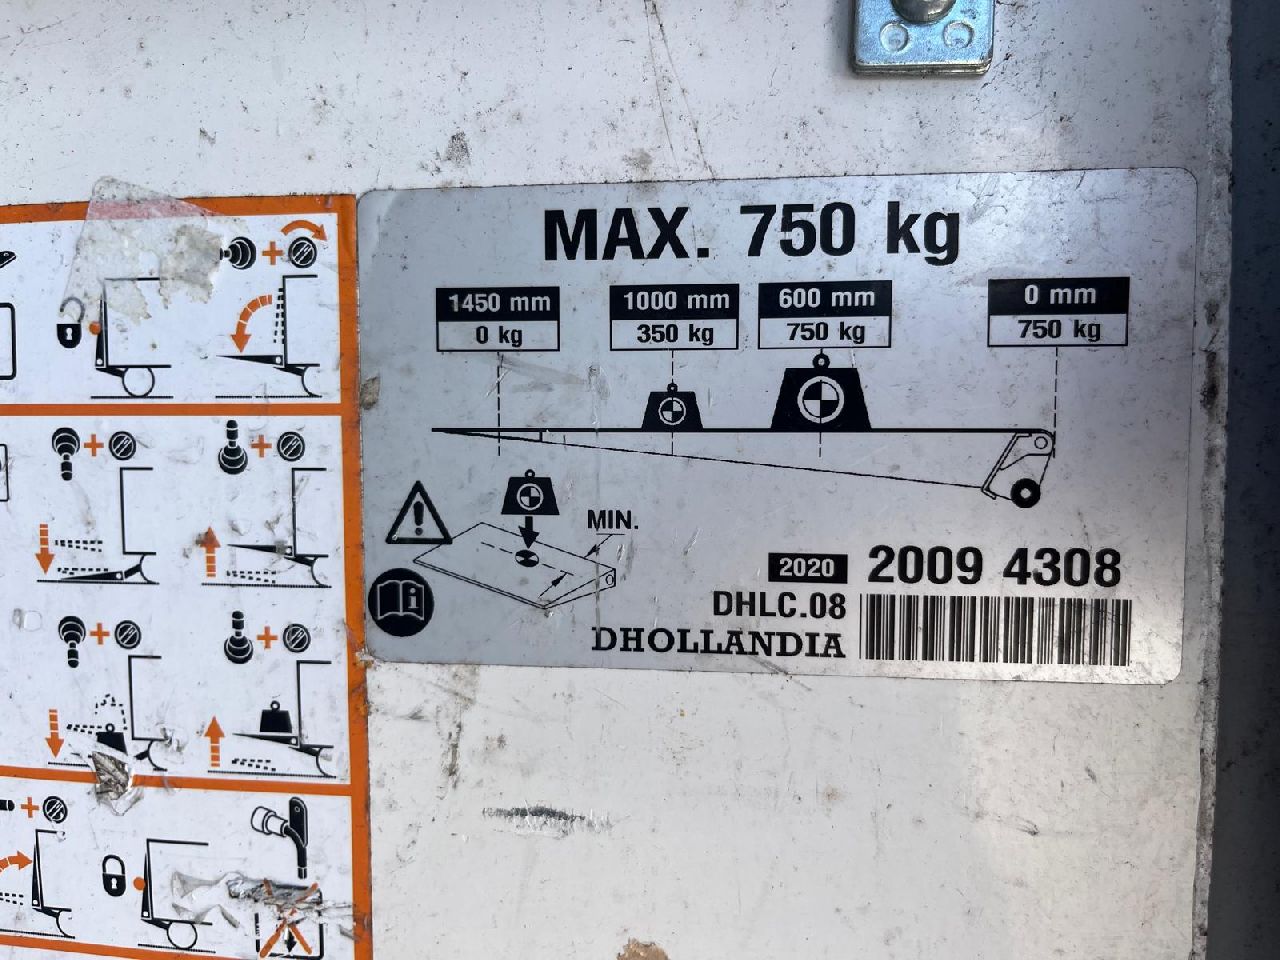 MAX. 750 kg
1450 mm
0 kg
1000 mm
350 kg
600 mm
750 kg
0 mm
750 kg
MIN.
2020 2009 4308
DHLC.08
DHOLLANDIA